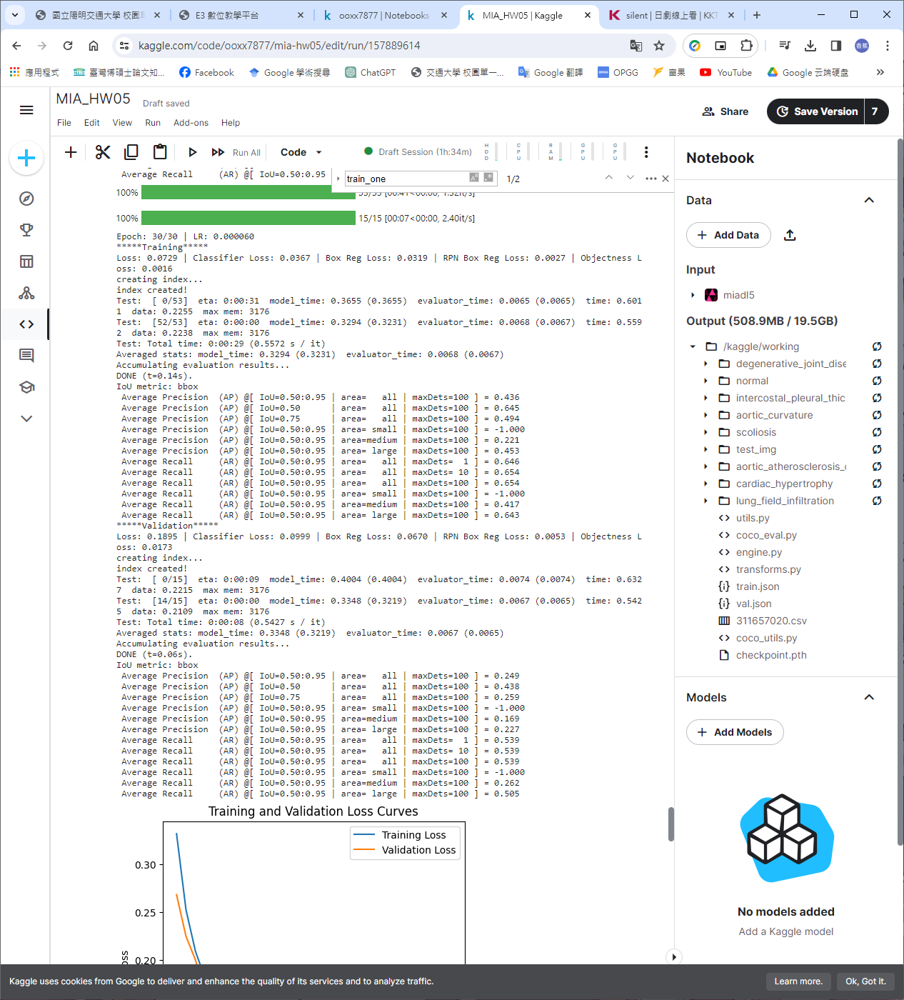 國立陽明交通大學 校園單
E3 數位教學平台
ooxx7877 | Notebooks
MIA_HW05 | Kaggle
silent | 日劇線上看 | KKT
kaggle.com/code/ooxx7877/mia-hw05/edit/run/157889614
香蕉
應用程式
臺灣博碩士論文知...
Facebook
Google 學術搜尋
ChatGPT
交通大學 校園單一...
Google 翻譯
OPGG
富果
YouTube
Google 云端硬盘
MIA_HW05
Draft saved
File Edit View Run Add-ons Help
Share
Save Version 7
Run All
Code
Draft Session (1h:34m)
HDD
CPU
RAM
GPU
GPU
train_one
1/2
Average Recall (AR) @[ IoU=0.50:0.95
100% 53/53 [00:41<00:00, 1.32it/s]
100% 15/15 [00:07<00:00, 2.40it/s]
Epoch: 30/30 | LR: 0.000060
*****Training*****
Loss: 0.0729 | Classifier Loss: 0.0367 | Box Reg Loss: 0.0319 | RPN Box Reg Loss: 0.0027 | Objectness L
oss: 0.0016
creating index...
index created!
Test: [ 0/53] eta: 0:00:31 model_time: 0.3655 (0.3655) evaluator_time: 0.0065 (0.0065) time: 0.601
1 data: 0.2255 max mem: 3176
Test: [52/53] eta: 0:00:00 model_time: 0.3294 (0.3231) evaluator_time: 0.0068 (0.0067) time: 0.559
2 data: 0.2238 max mem: 3176
Test: Total time: 0:00:29 (0.5572 s / it)
Averaged stats: model_time: 0.3294 (0.3231) evaluator_time: 0.0068 (0.0067)
Accumulating evaluation results...
DONE (t=0.14s).
IoU metric: bbox
Average Precision (AP) @[ IoU=0.50:0.95 | area= all | maxDets=100 ] = 0.436
Average Precision (AP) @[ IoU=0.50 | area= all | maxDets=100 ] = 0.645
Average Precision (AP) @[ IoU=0.75 | area= all | maxDets=100 ] = 0.494
Average Precision (AP) @[ IoU=0.50:0.95 | area= small | maxDets=100 ] = -1.000
Average Precision (AP) @[ IoU=0.50:0.95 | area=medium | maxDets=100 ] = 0.221
Average Precision (AP) @[ IoU=0.50:0.95 | area= large | maxDets=100 ] = 0.453
Average Recall (AR) @[ IoU=0.50:0.95 | area= all | maxDets= 1 ] = 0.646
Average Recall (AR) @[ IoU=0.50:0.95 | area= all | maxDets= 10 ] = 0.654
Average Recall (AR) @[ IoU=0.50:0.95 | area= all | maxDets=100 ] = 0.654
Average Recall (AR) @[ IoU=0.50:0.95 | area= small | maxDets=100 ] = -1.000
Average Recall (AR) @[ IoU=0.50:0.95 | area=medium | maxDets=100 ] = 0.417
Average Recall (AR) @[ IoU=0.50:0.95 | area= large | maxDets=100 ] = 0.643
*****Validation*****
Loss: 0.1895 | Classifier Loss: 0.0999 | Box Reg Loss: 0.0670 | RPN Box Reg Loss: 0.0053 | Objectness L
oss: 0.0173
creating index...
index created!
Test: [ 0/15] eta: 0:00:09 model_time: 0.4004 (0.4004) evaluator_time: 0.0074 (0.0074) time: 0.632
7 data: 0.2215 max mem: 3176
Test: [14/15] eta: 0:00:00 model_time: 0.3348 (0.3219) evaluator_time: 0.0067 (0.0065) time: 0.542
5 data: 0.2109 max mem: 3176
Test: Total time: 0:00:08 (0.5427 s / it)
Averaged stats: model_time: 0.3348 (0.3219) evaluator_time: 0.0067 (0.0065)
Accumulating evaluation results...
DONE (t=0.06s).
IoU metric: bbox
Average Precision (AP) @[ IoU=0.50:0.95 | area= all | maxDets=100 ] = 0.249
Average Precision (AP) @[ IoU=0.50 | area= all | maxDets=100 ] = 0.438
Average Precision (AP) @[ IoU=0.75 | area= all | maxDets=100 ] = 0.259
Average Precision (AP) @[ IoU=0.50:0.95 | area= small | maxDets=100 ] = -1.000
Average Precision (AP) @[ IoU=0.50:0.95 | area=medium | maxDets=100 ] = 0.169
Average Precision (AP) @[ IoU=0.50:0.95 | area= large | maxDets=100 ] = 0.227
Average Recall (AR) @[ IoU=0.50:0.95 | area= all | maxDets= 1 ] = 0.539
Average Recall (AR) @[ IoU=0.50:0.95 | area= all | maxDets= 10 ] = 0.539
Average Recall (AR) @[ IoU=0.50:0.95 | area= all | maxDets=100 ] = 0.539
Average Recall (AR) @[ IoU=0.50:0.95 | area= small | maxDets=100 ] = -1.000
Average Recall (AR) @[ IoU=0.50:0.95 | area=medium | maxDets=100 ] = 0.262
Average Recall (AR) @[ IoU=0.50:0.95 | area= large | maxDets=100 ] = 0.505
Training and Validation Loss Curves
Training Loss
Validation Loss
0.30
0.25
0.20
oss
Notebook
Data
Add Data
Input
miadl5
Output (508.9MB / 19.5GB)
/kaggle/working
degenerative_joint_dise
normal
intercostal_pleural_thic
aortic_curvature
scoliosis
test_img
aortic_atherosclerosis_c
cardiac_hypertrophy
lung_field_infiltration
utils.py
coco_eval.py
engine.py
transforms.py
train.json
val.json
311657020.csv
coco_utils.py
checkpoint.pth
Models
Add Models
No models added
Add a Kaggle model
Kaggle uses cookies from Google to deliver and enhance the quality of its services and to analyze traffic.
Learn more.
Ok, Got it.